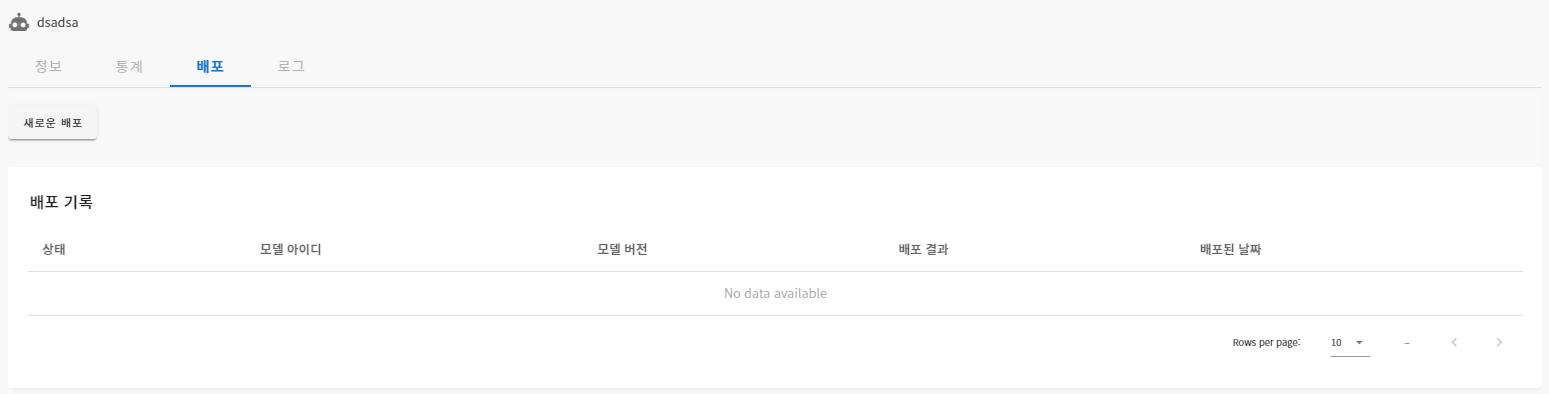 dsadsa
정보 통계 배포 로그
새로운 배포
배포 기록
상태 모델 아이디 모델 버전 배포 결과 배포된 날짜
No data available
Rows per page: 10 –